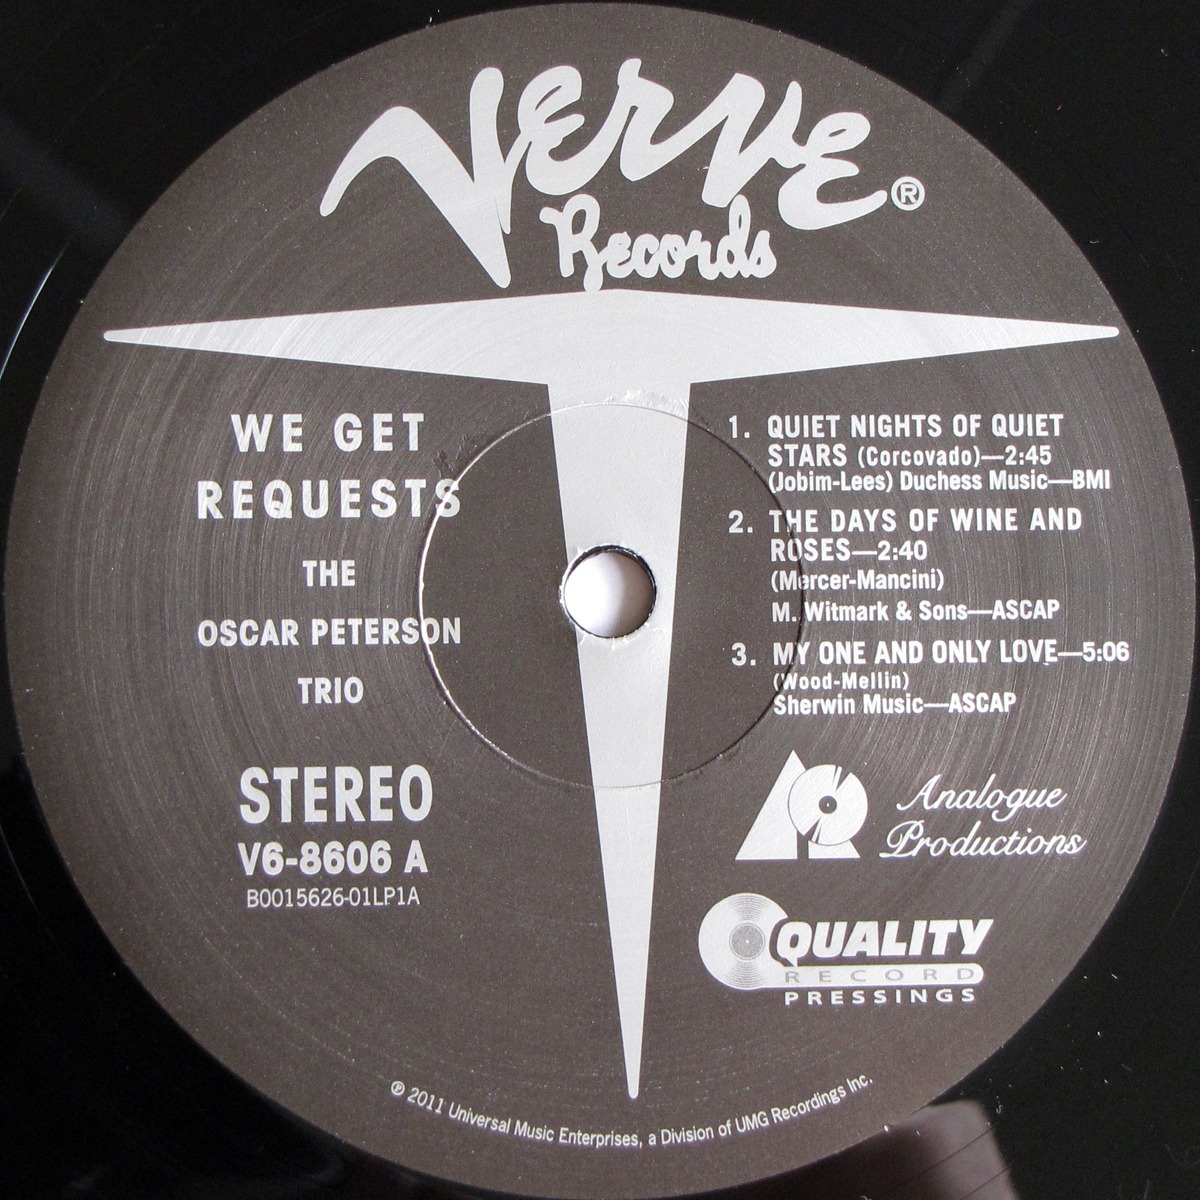 Verve®
Records
WE GET
REQUESTS
THE
OSCAR PETERSON
TRIO
STEREO
V6-8606 A
B0015626-01LP1A
1. QUIET NIGHTS OF QUIET
STARS (Corcovado)—2:45
(Jobim-Lees) Duchess Music—BMI
2. THE DAYS OF WINE AND
ROSES—2:40
(Mercer-Mancini)
M. Witmark & Sons—ASCAP
3. MY ONE AND ONLY LOVE—5:06
(Wood-Mellin)
Sherwin Music—ASCAP
Analogue
Productions
QUALITY
RECORD
PRESSINGS
℗ 2011 Universal Music Enterprises, a Division of UMG Recordings Inc.